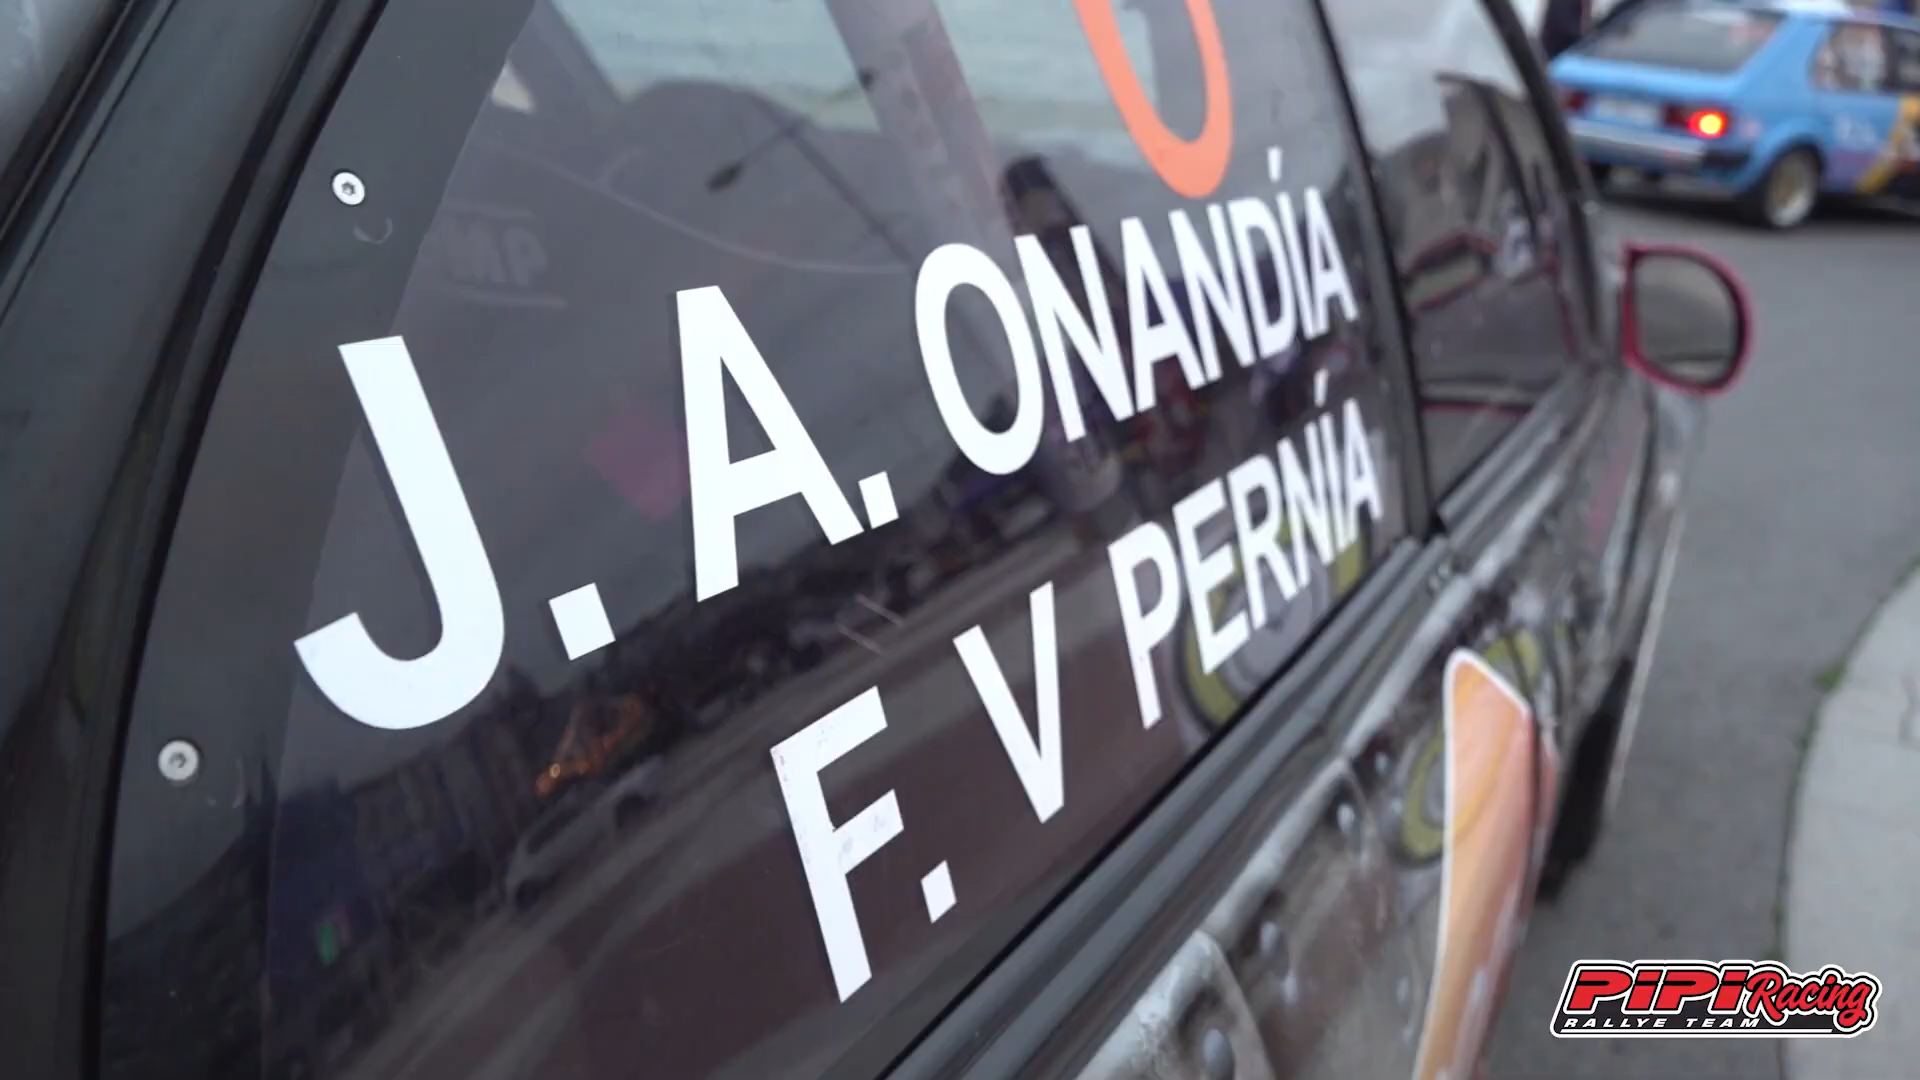 J. A. ONANDÍA
F. V PERNÍA
PiPi Racing
RALLYE TEAM